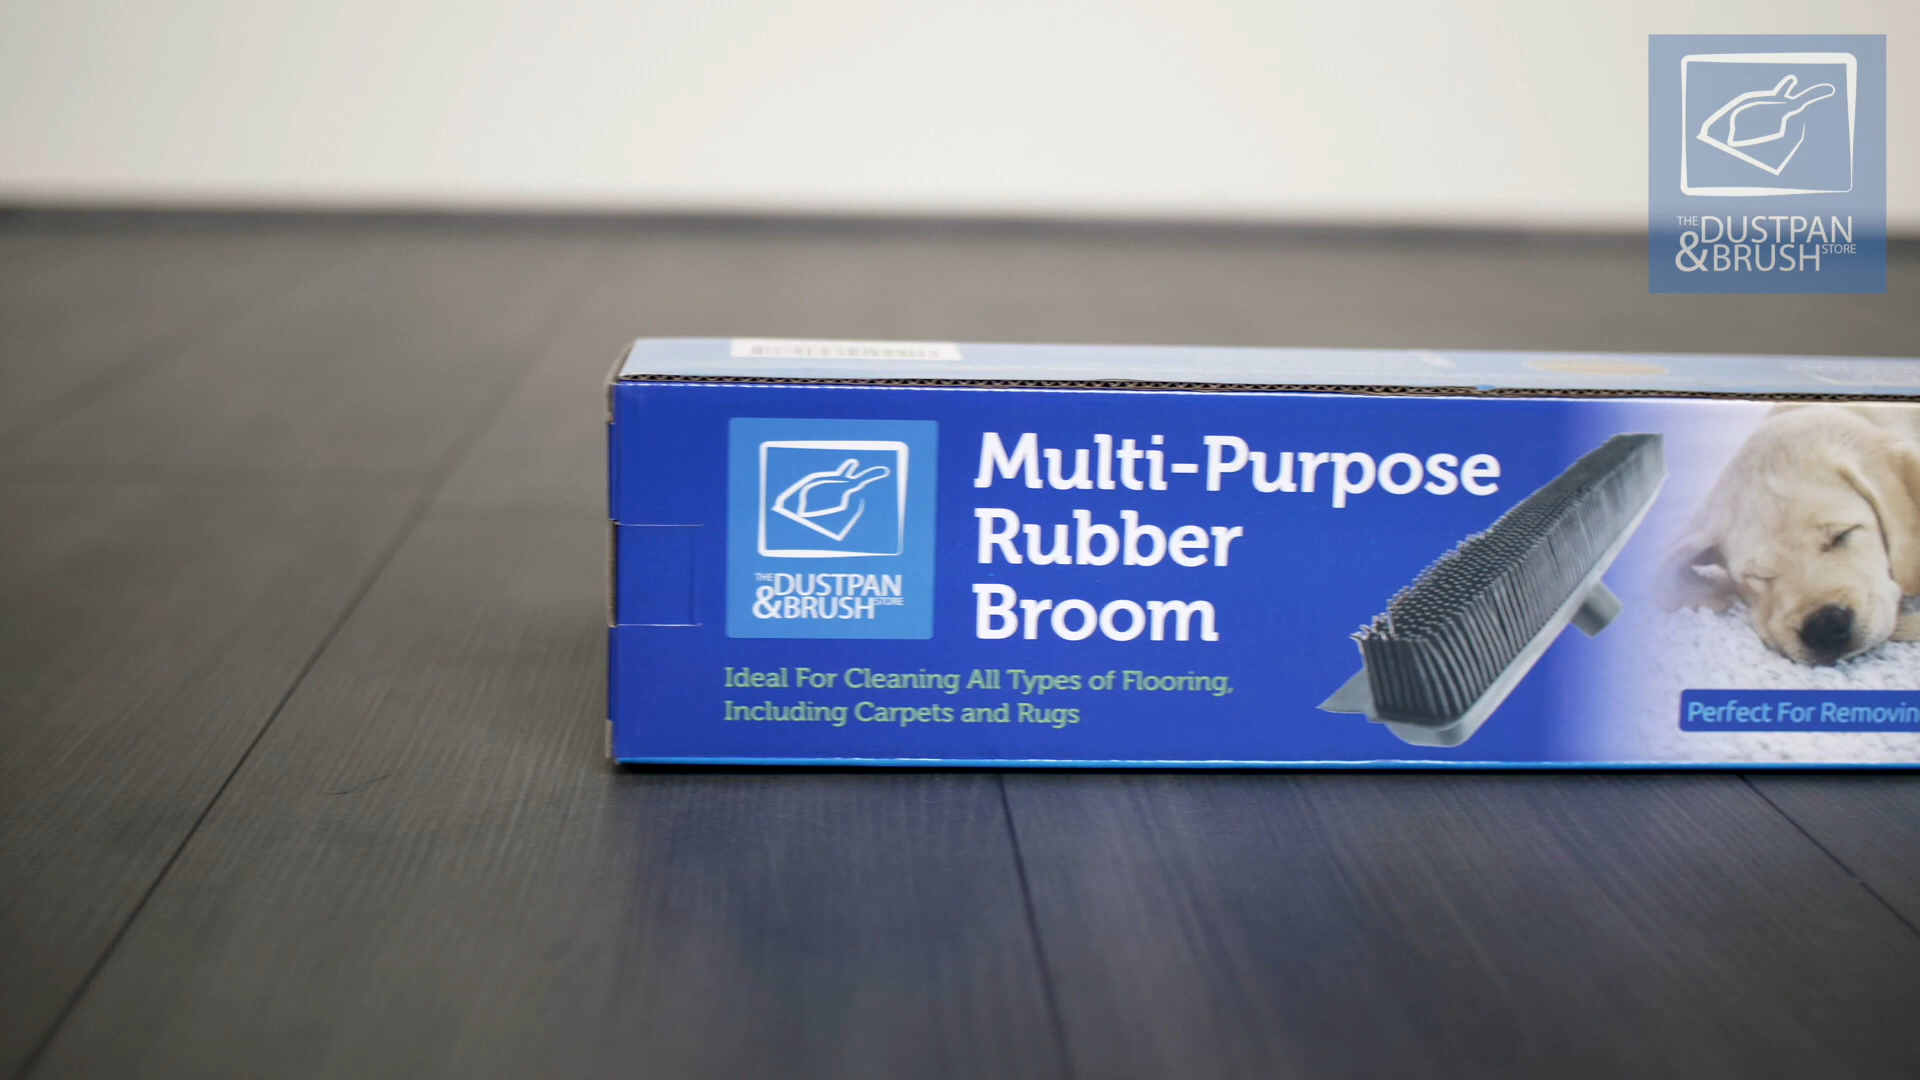 THE DUSTPAN
& BRUSH STORE
Multi-Purpose
Rubber
Broom
THE DUSTPAN
& BRUSH STORE
Ideal For Cleaning All Types of Flooring,
Including Carpets and Rugs
Perfect For Removin